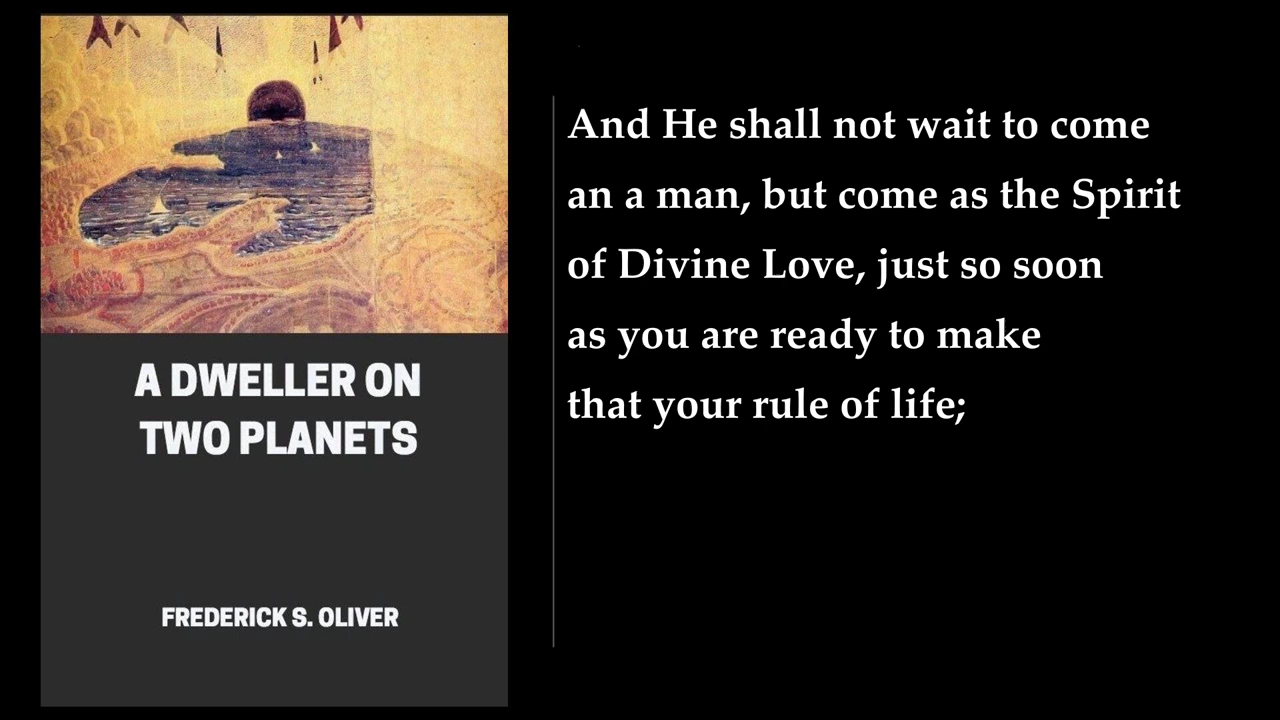 A DWELLER ON
TWO PLANETS
FREDERICK S. OLIVER
And He shall not wait to come
an a man, but come as the Spirit
of Divine Love, just so soon
as you are ready to make
that your rule of life;